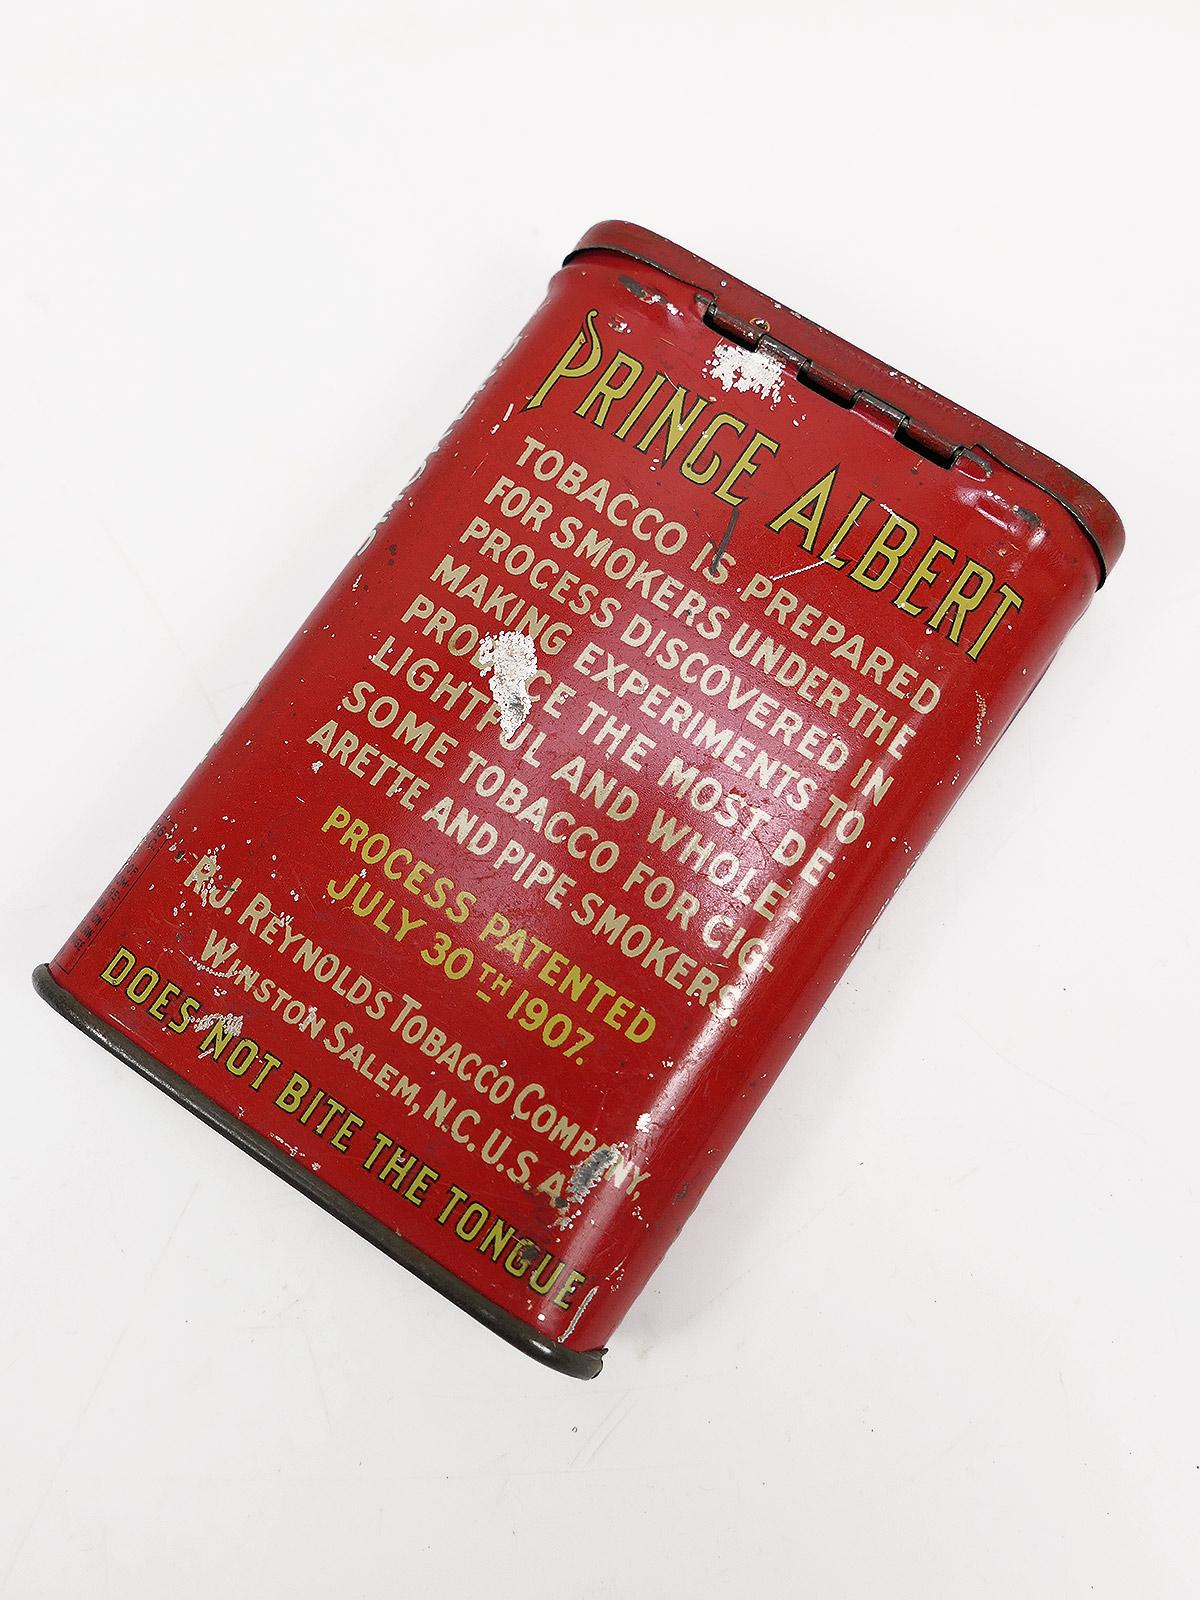 PRINCE ALBERT
TOBACCO IS PREPARED
FOR SMOKERS UNDER THE
PROCESS DISCOVERED IN
MAKING EXPERIMENTS TO
PRODUCE THE MOST DE-
LIGHTFUL AND WHOLE-
SOME TOBACCO FOR CIG-
ARETTE AND PIPE SMOKERS.
PROCESS PATENTED
JULY 30TH 1907.
R.J. REYNOLDS TOBACCO COMPANY,
WINSTON SALEM, N.C. U.S.A.
DOES NOT BITE THE TONGUE